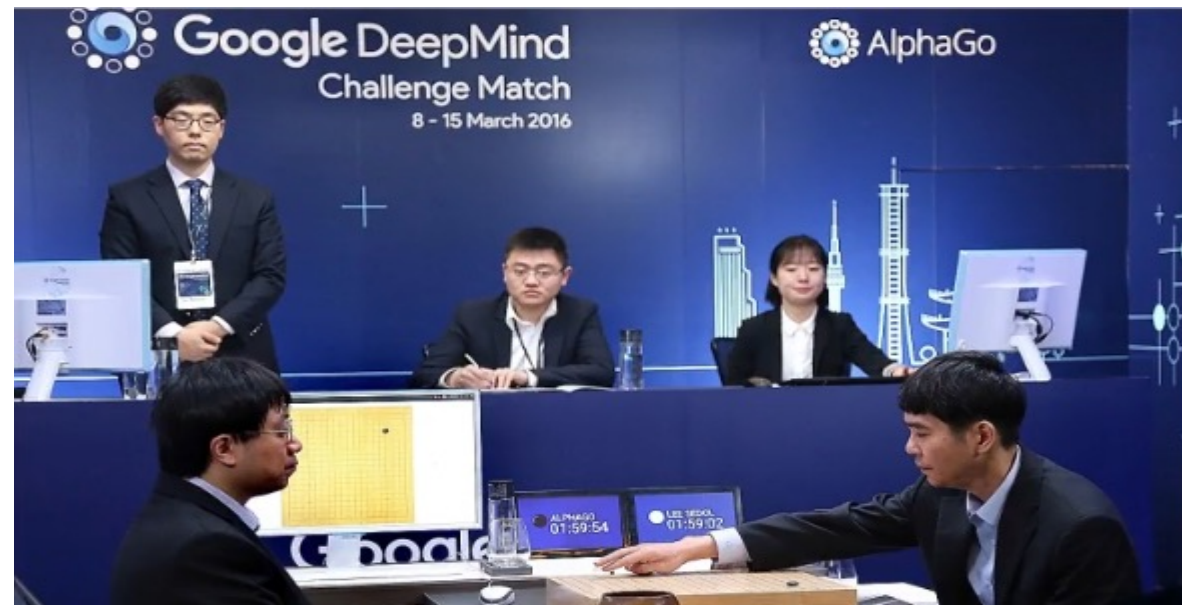 Google DeepMind
Challenge Match
8 - 15 March 2016
AlphaGo
ALPHAGO
01:59:54
LEE SEDOL
01:59:02
Google